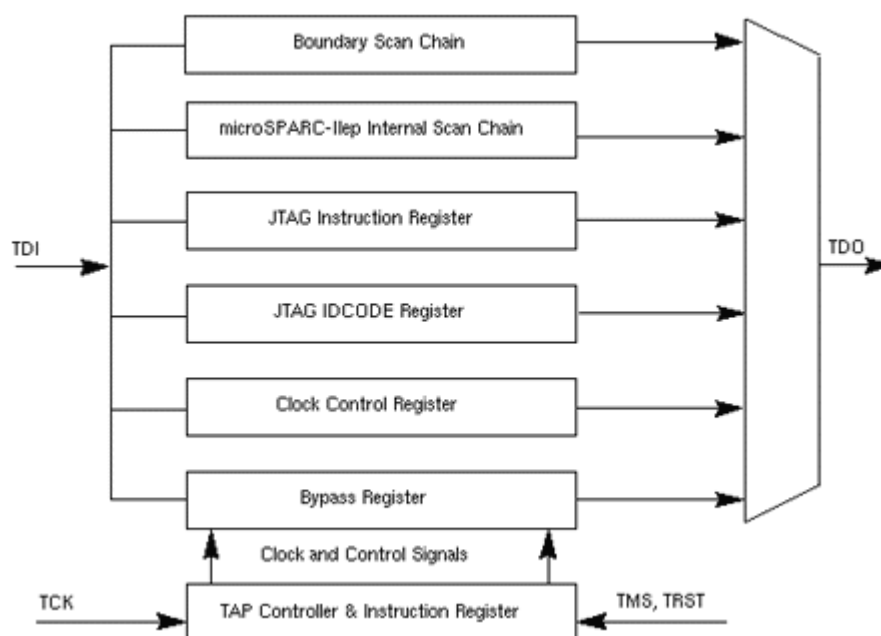 Boundary Scan Chain
microSPARC-IIep Internal Scan Chain
JTAG Instruction Register
TDI
TDO
JTAG IDCODE Register
Clock Control Register
Bypass Register
Clock and Control Signals
TCK
TAP Controller & Instruction Register
TMS, TRST